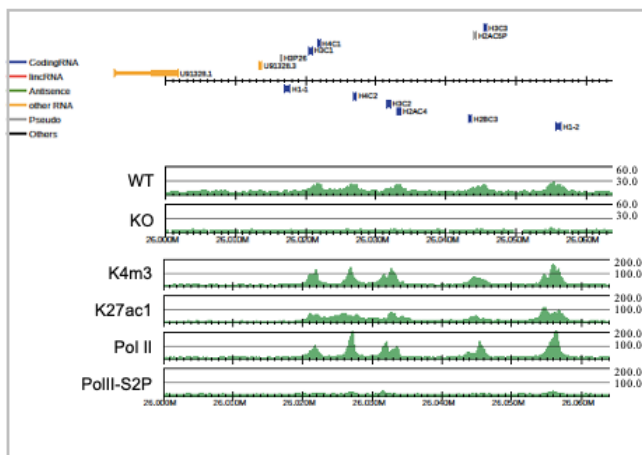 H3C3
H2AC5P
H4C1
H3C1
H3P26
U91328.3
U91328.1
CodingRNA
lincRNA
Antisence
other RNA
Pseudo
Others
H1-1
H4C2
H3C2
H2AC4
H2BC3
H1-2
WT 60.0 30.0
KO 60.0 30.0
26.000M 26.010M 26.020M 26.030M 26.040M 26.050M 26.060M
K4m3 200.0 100.0
K27ac1 200.0 100.0
Pol II 200.0 100.0
PolII-S2P 200.0 100.0
26.000M 26.010M 26.020M 26.030M 26.040M 26.050M 26.060M